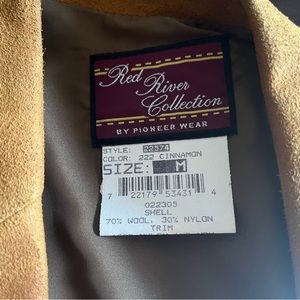 Red
River
Collection
BY PIONEER WEAR
STYLE: 22574
COLOR: 222 CINNAMON
SIZE: M
7 22179 53431 4
022305
SHELL
70% WOOL, 30% NYLON
TRIM